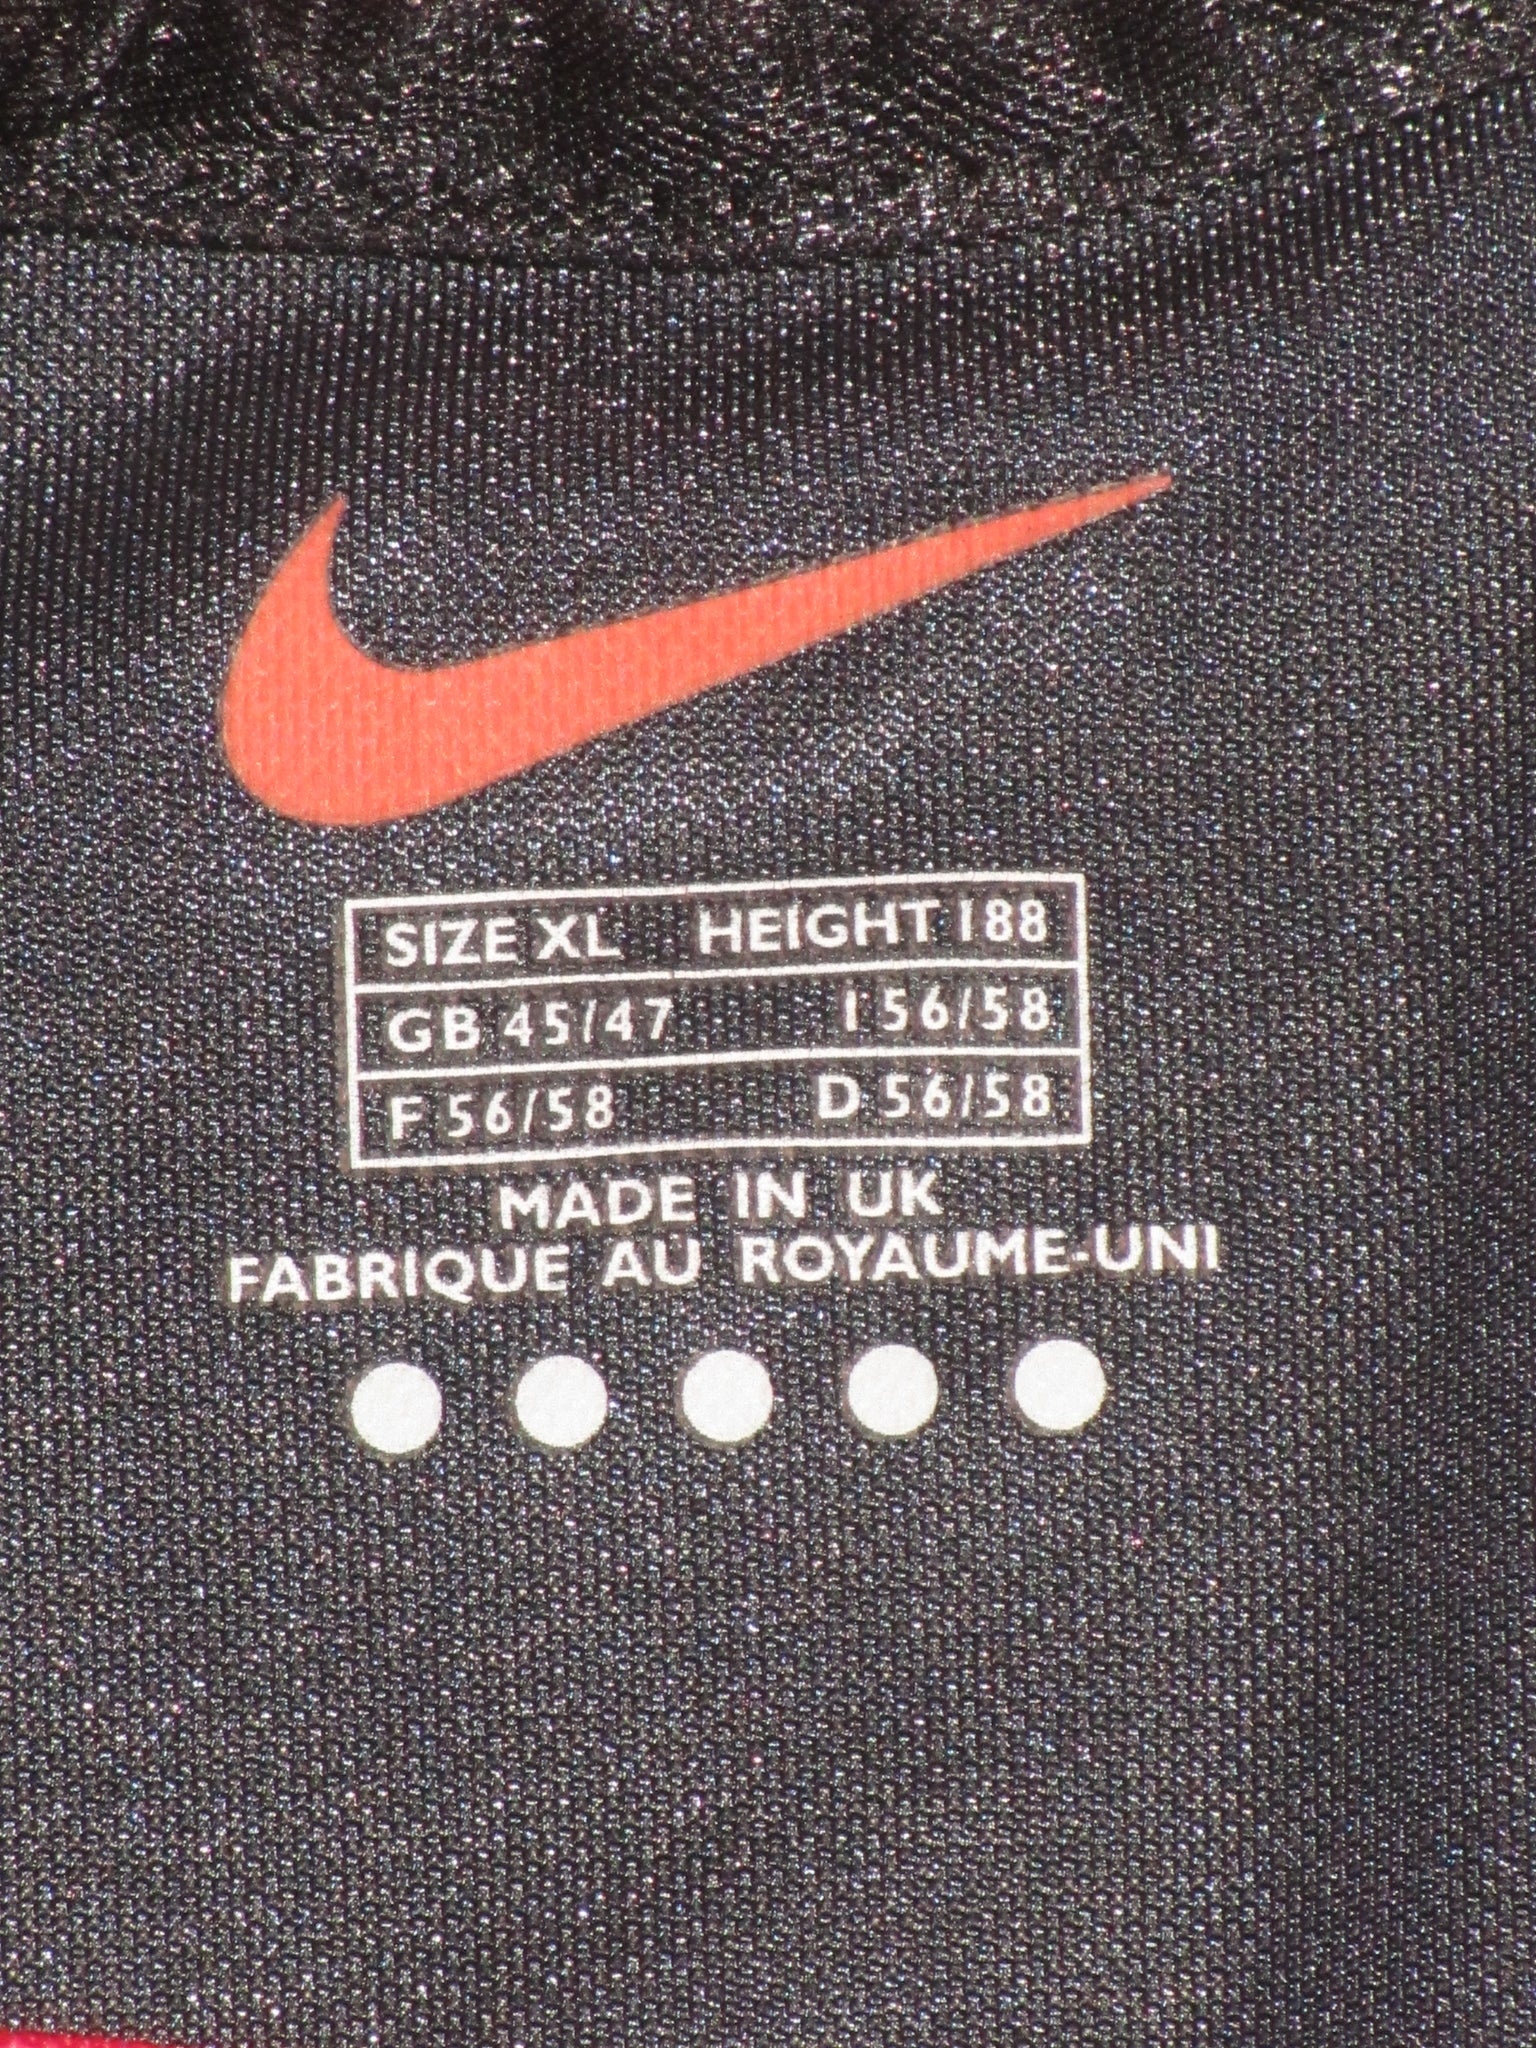 SIZE XL HEIGHT 188
GB 45/47 I 56/58
F 56/58 D 56/58
MADE IN UK
FABRIQUE AU ROYAUME-UNI